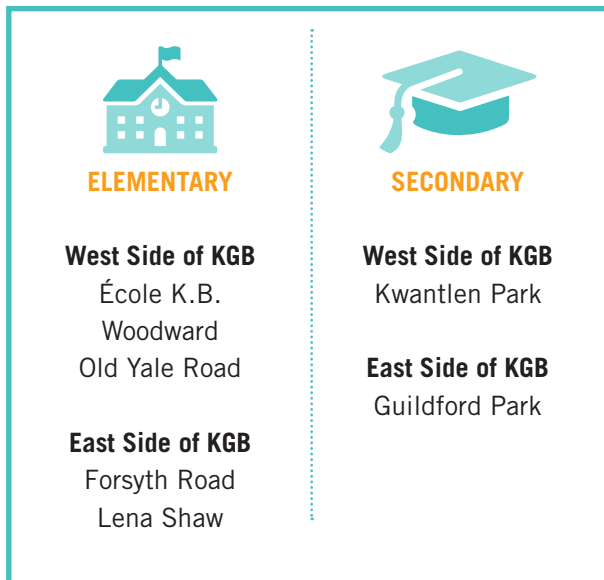 ELEMENTARY
West Side of KGB
École K.B.
Woodward
Old Yale Road
East Side of KGB
Forsyth Road
Lena Shaw
SECONDARY
West Side of KGB
Kwantlen Park
East Side of KGB
Guildford Park